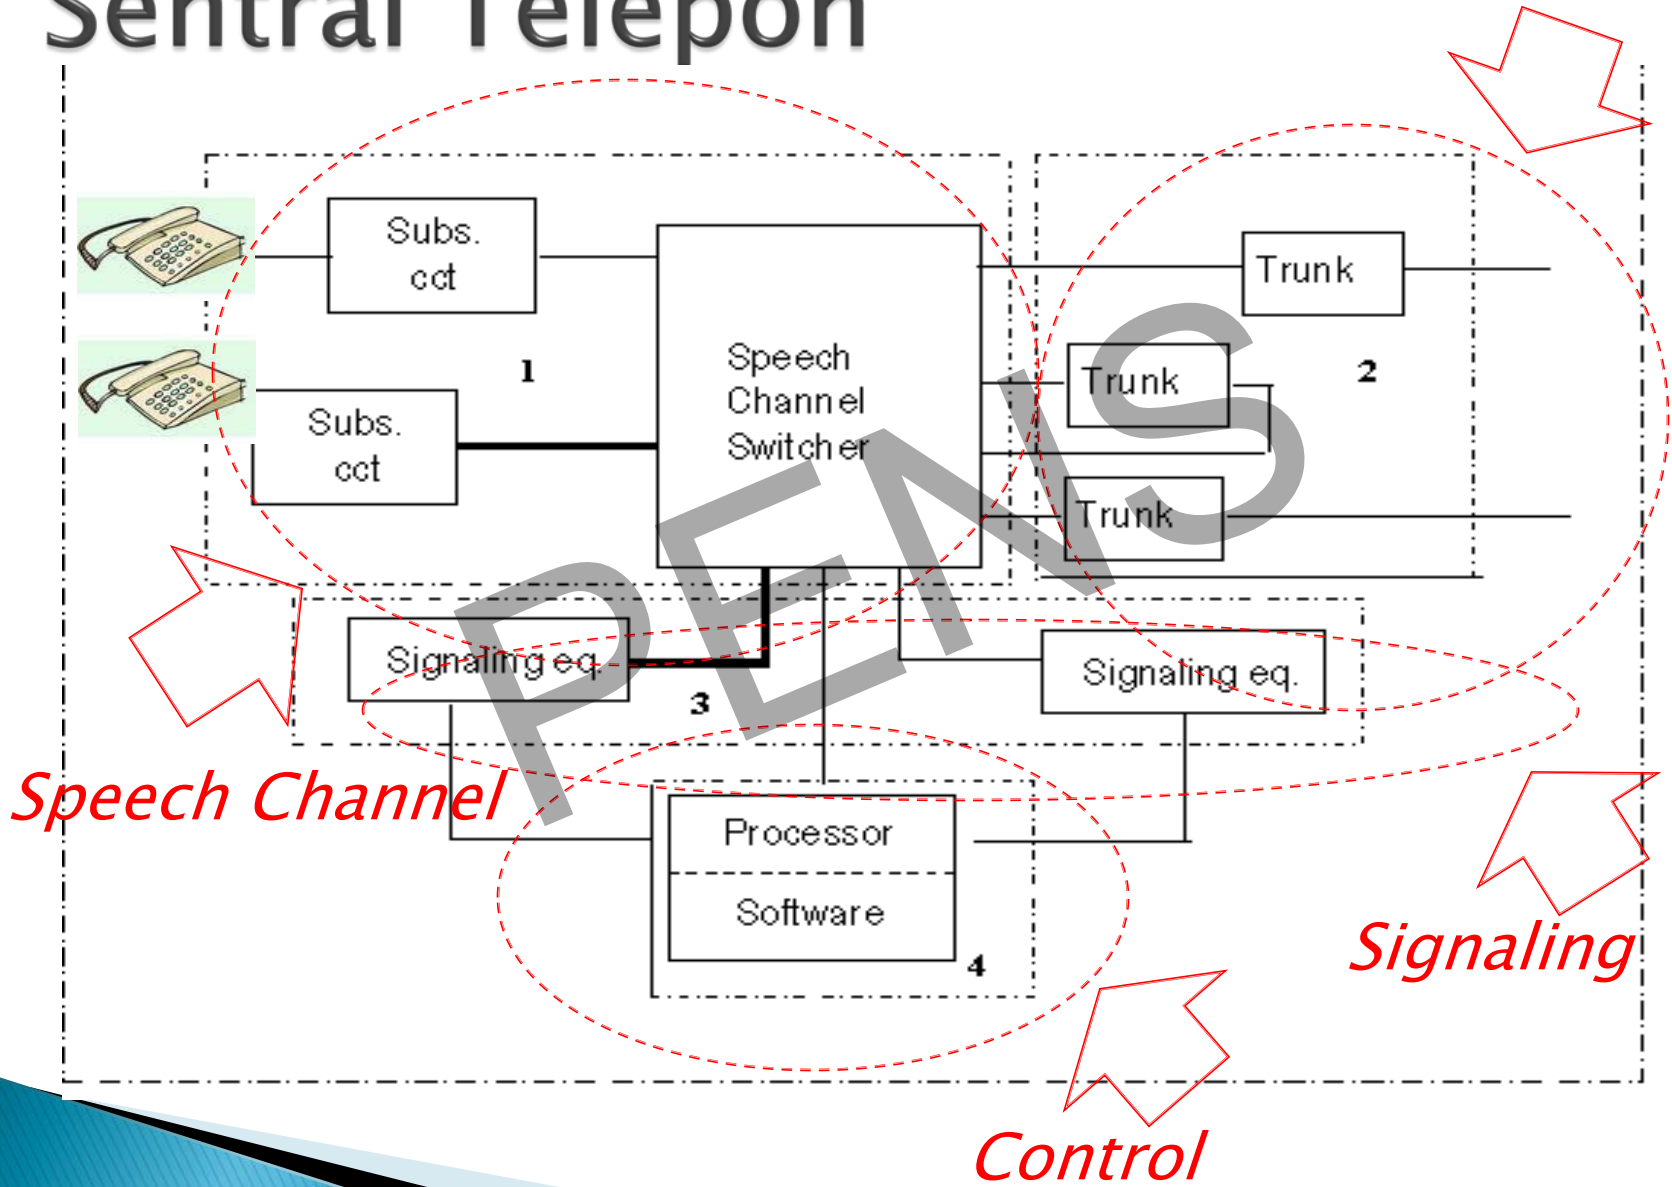 Sentral Telepon
Subs.
cct
Subs.
cct
1
Speech
Channel
Switcher
Trunk
Trunk
Trunk
2
Signaling eq.
3
Signaling eq.
Processor
Software
4
PENS
Speech Channel
Signaling
Control